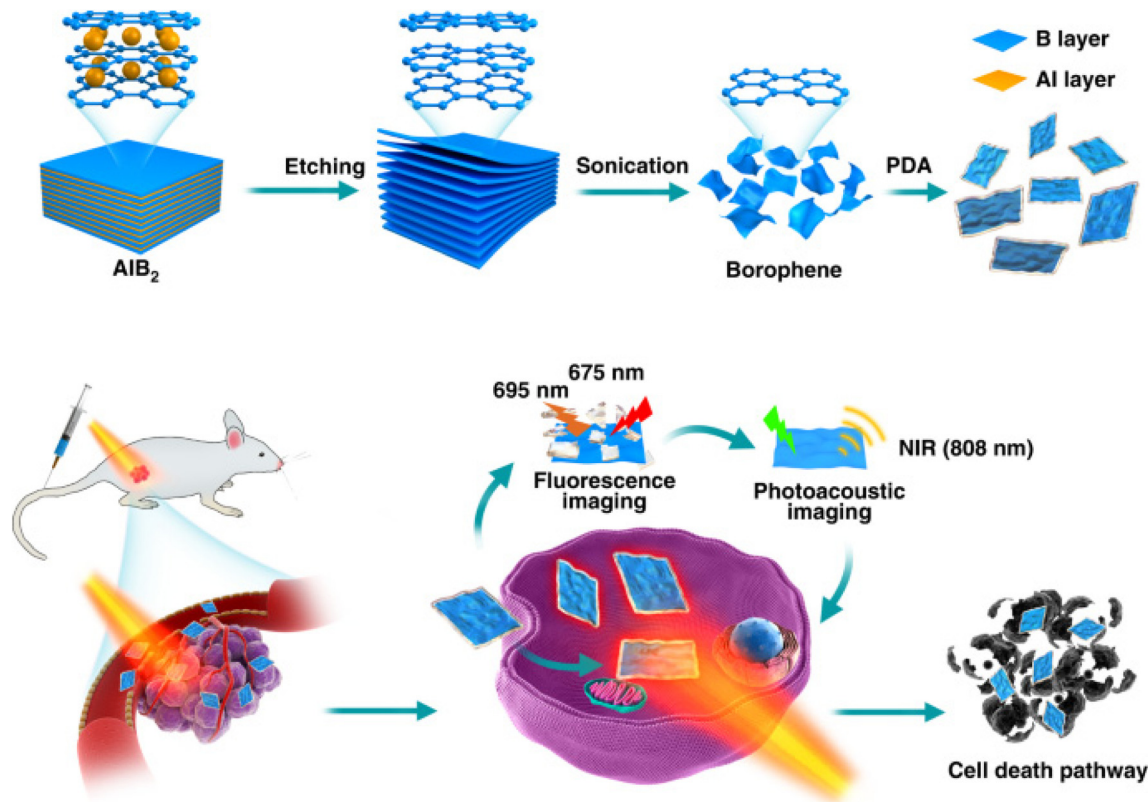 B layer
Al layer
Etching
Sonication
PDA
AlB₂
Borophene
675 nm
695 nm
NIR (808 nm)
Fluorescence
imaging
Photoacoustic
imaging
Cell death pathway